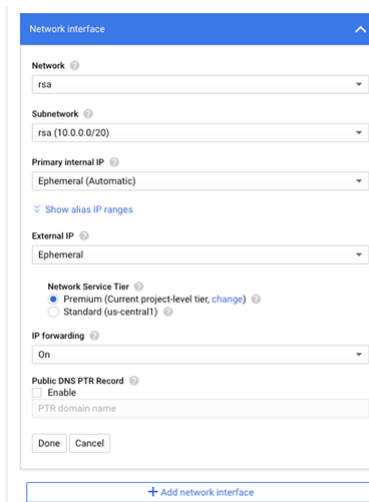 Network interface
Network
rsa
Subnetwork
rsa (10.0.0.0/20)
Primary internal IP
Ephemeral (Automatic)
Show alias IP ranges
External IP
Ephemeral
Network Service Tier
Premium (Current project-level tier, change)
Standard (us-central1)
IP forwarding
On
Public DNS PTR Record
Enable
PTR domain name
Done Cancel
+ Add network interface